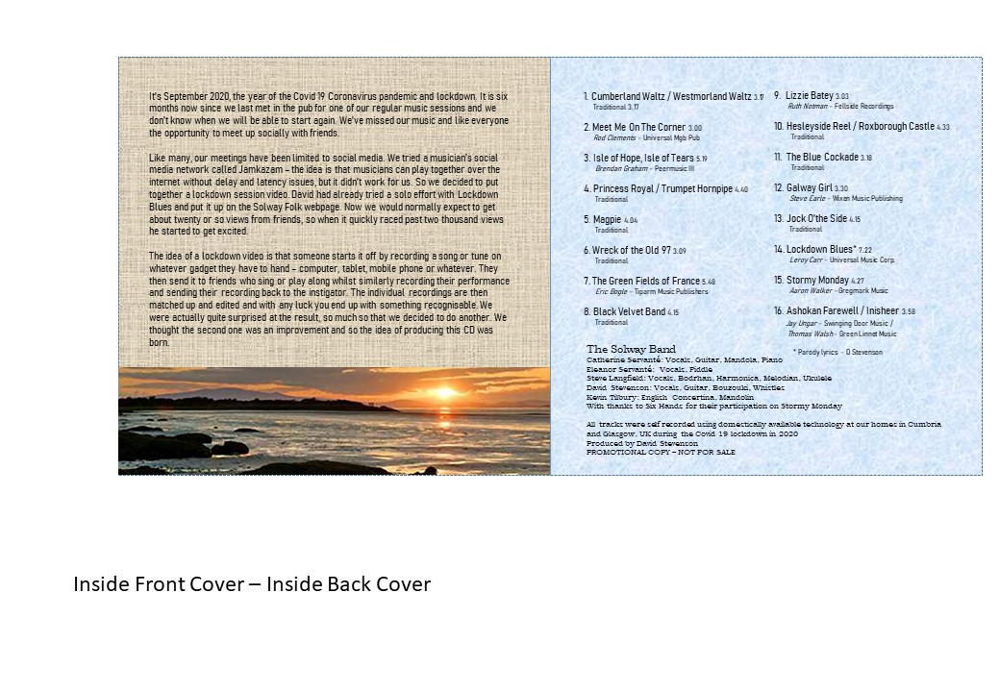 It's September 2020, the year of the Covid 19 Coronavirus pandemic and lockdown. It is six
months now since we last met in the pub for one of our regular music sessions and we
don't know when we will be able to start again. We've missed our music and like everyone
the opportunity to meet up socially with friends.
Like many, our meetings have been limited to social media. We tried a musician's social
media network called Jamkazam – the idea is that musicians can play together over the
internet without delay and latency issues, but it didn't work for us. So we decided to put
together a lockdown session video. David had already tried a solo effort with Lockdown
Blues and put it up on the Solway Folk webpage. Now we would normally expect to get
about twenty or so views from friends, so when it quickly raced past two thousand views
he started to get excited.
The idea of a lockdown video is that someone starts it off by recording a song or tune on
whatever gadget they have to hand – computer, tablet, mobile phone or whatever. They
then send it to friends who sing or play along whilst similarly recording their performance
and sending their recording back to the instigator. The individual recordings are then
matched up and edited and with any luck you end up with something recognisable. We
were actually quite surprised at the result, so much so that we decided to do another. We
thought the second one was an improvement and so the idea of producing this CD was
born.
1. Cumberland Waltz / Westmorland Waltz 3.17
Traditional 3.17
2. Meet Me On The Corner 3.00
Rod Clements - Universal Mgb Pub
3. Isle of Hope, Isle of Tears 5.19
Brendan Graham - Peermusic III
4. Princess Royal / Trumpet Hornpipe 4.40
Traditional
5. Magpie 4.04
Traditional
6. Wreck of the Old 97 3.09
Traditional
7. The Green Fields of France 5.48
Eric Bogle - Tiparm Music Publishers
8. Black Velvet Band 4.15
Traditional
9. Lizzie Batey 3.03
Ruth Notman - Fellside Recordings
10. Hesleyside Reel / Roxborough Castle 4.33
Traditional
11. The Blue Cockade 3.18
Traditional
12. Galway Girl 3.30
Steve Earle - Wixen Music Publishing
13. Jock O'the Side 4.15
Traditional
14. Lockdown Blues* 7.22
Leroy Carr - Universal Music Corp.
15. Stormy Monday 4.27
Aaron Walker - Gregmark Music
16. Ashokan Farewell / Inisheer 3.58
Jay Ungar - Swinging Door Music /
Thomas Walsh - Green Linnet Music
* Parody lyrics - D Stevenson
The Solway Band
Catherine Servanté: Vocals, Guitar, Mandola, Piano
Eleanor Servanté: Vocals, Fiddle
Steve Langfield: Vocals, Bodrhan, Harmonica, Melodian, Ukulele
David Stevenson: Vocals, Guitar, Bouzouki, Whistles
Kevin Tilbury: English Concertina, Mandolin
With thanks to Six Hands for their participation on Stormy Monday
All tracks were self recorded using domestically available technology at our homes in Cumbria
and Glasgow, UK during the Covid 19 lockdown in 2020
Produced by David Stevenson
PROMOTIONAL COPY – NOT FOR SALE
Inside Front Cover – Inside Back Cover